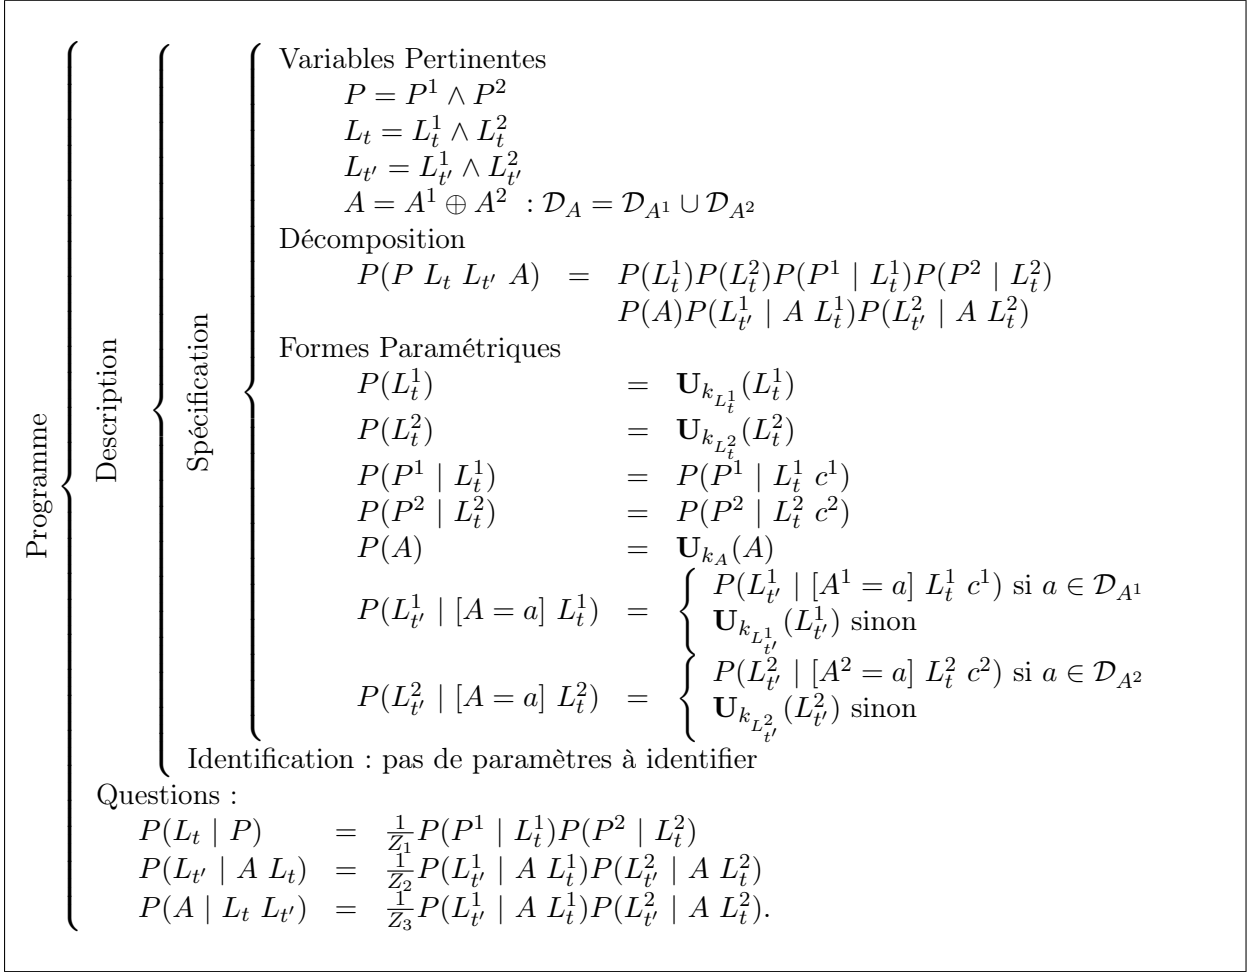 Programme
Description
Spécification
Variables Pertinentes
P = P^1 ∧ P^2
L_t = L_t^1 ∧ L_t^2
L_{t'} = L_{t'}^1 ∧ L_{t'}^2
A = A^1 ⊕ A^2 : 𝒟_A = 𝒟_{A^1} ∪ 𝒟_{A^2}
Décomposition
P(P L_t L_{t'} A) = P(L_t^1)P(L_t^2)P(P^1 | L_t^1)P(P^2 | L_t^2)
P(A)P(L_{t'}^1 | A L_t^1)P(L_{t'}^2 | A L_t^2)
Formes Paramétriques
P(L_t^1) = U_{k_{L_t^1}}(L_t^1)
P(L_t^2) = U_{k_{L_t^2}}(L_t^2)
P(P^1 | L_t^1) = P(P^1 | L_t^1 c^1)
P(P^2 | L_t^2) = P(P^2 | L_t^2 c^2)
P(A) = U_{k_A}(A)
P(L_{t'}^1 | [A = a] L_t^1) = { P(L_{t'}^1 | [A^1 = a] L_t^1 c^1) si a ∈ 𝒟_{A^1}
U_{k_{L_{t'}^1}}(L_{t'}^1) sinon
P(L_{t'}^2 | [A = a] L_t^2) = { P(L_{t'}^2 | [A^2 = a] L_t^2 c^2) si a ∈ 𝒟_{A^2}
U_{k_{L_{t'}^2}}(L_{t'}^2) sinon
Identification : pas de paramètres à identifier
Questions :
P(L_t | P) = 1/Z_1 P(P^1 | L_t^1)P(P^2 | L_t^2)
P(L_{t'} | A L_t) = 1/Z_2 P(L_{t'}^1 | A L_t^1)P(L_{t'}^2 | A L_t^2)
P(A | L_t L_{t'}) = 1/Z_3 P(L_{t'}^1 | A L_t^1)P(L_{t'}^2 | A L_t^2).